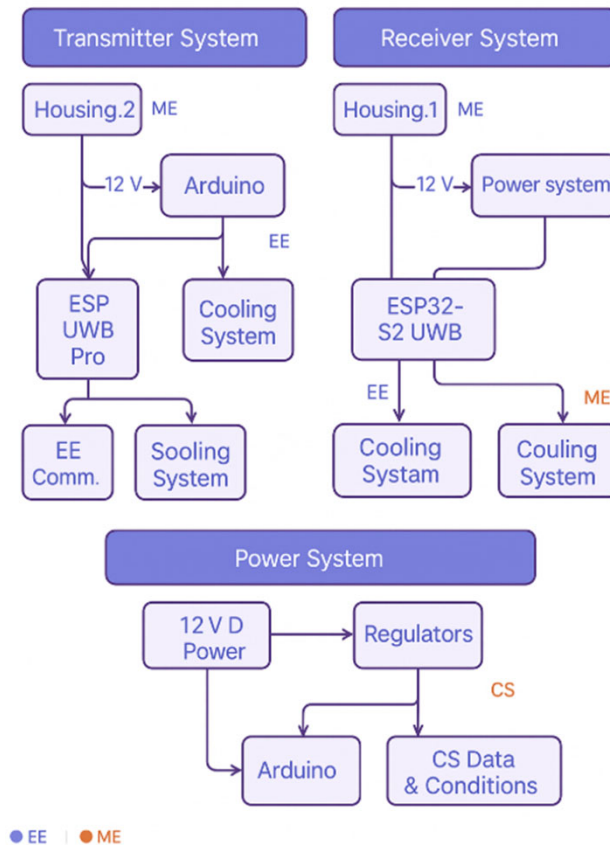 Transmitter System
Housing.2
ME
12 V
Arduino
EE
ESP
UWB
Pro
Cooling
System
EE
Comm.
Sooling
System
Receiver System
Housing.1
ME
12 V
Power system
ESP32-
S2 UWB
EE
ME
Cooling
Systam
Couling
System
Power System
12 V D
Power
Regulators
CS
Arduino
CS Data
& Conditions
EE
ME